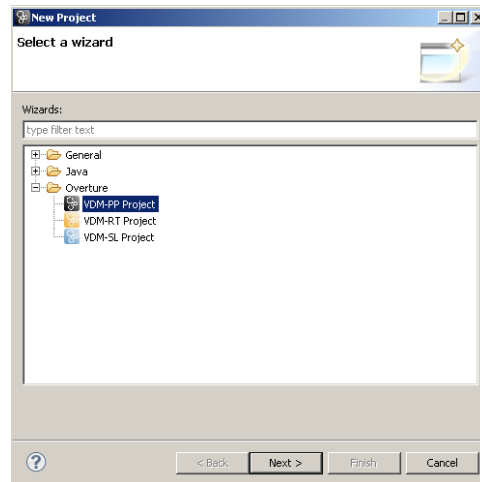 New Project
Select a wizard
Wizards:
type filter text
General
Java
Overture
VDM-PP Project
VDM-RT Project
VDM-SL Project
< Back Next > Finish Cancel